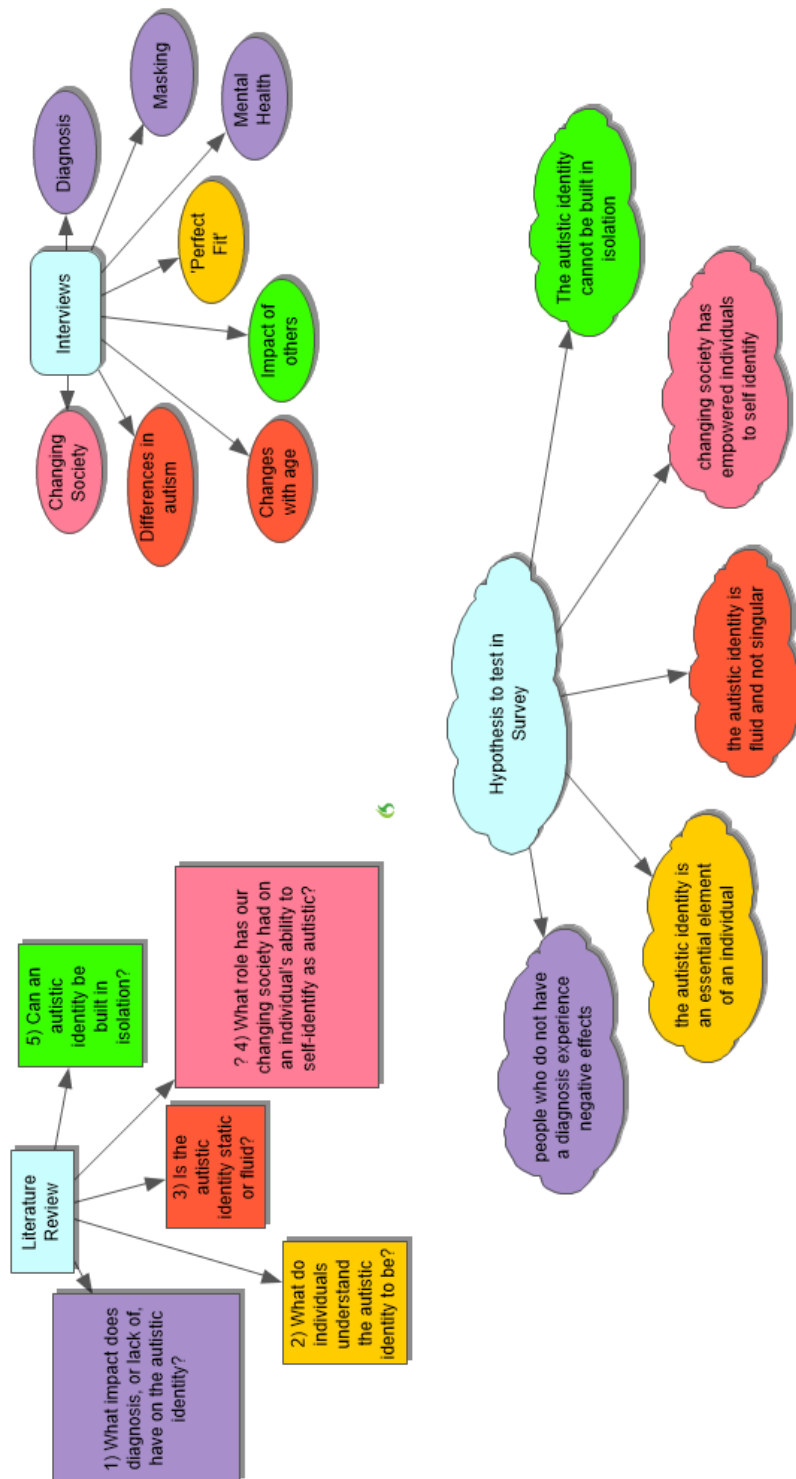 Literature
Review
1) What impact does
diagnosis, or lack of,
have on the autistic
identity?
2) What do
individuals
understand
the autistic
identity to be?
3) Is the
autistic
identity static
or fluid?
? 4) What role has our
changing society had on
an individual's ability to
self-identify as autistic?
5) Can an
autistic
identity be
built in
isolation?
Interviews
Changing
Society
Differences in
autism
Changes
with age
Impact of
others
'Perfect
Fit'
Mental
Health
Masking
Diagnosis
Hypothesis to test in
Survey
people who do not have
a diagnosis experience
negative effects
the autistic identity is
an essential element
of an individual
the autistic identity is
fluid and not singular
changing society has
empowered individuals
to self identify
The autistic identity
cannot be built in
isolation